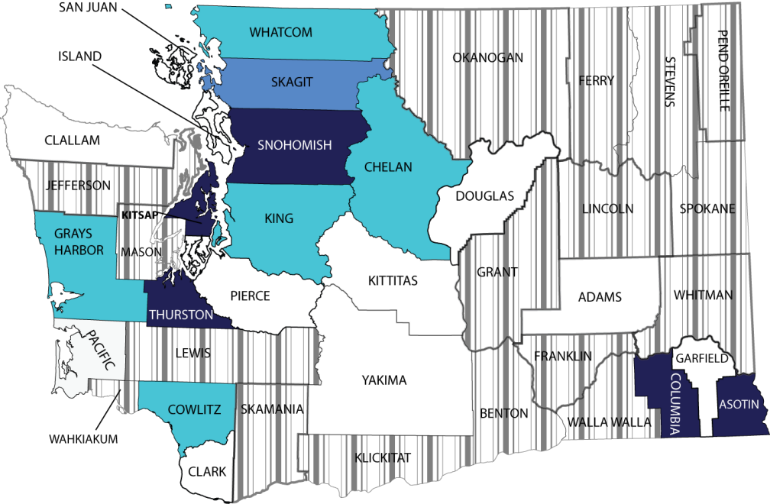 SAN JUAN
WHATCOM
ISLAND
OKANOGAN
PEND OREILLE
FERRY
STEVENS
SKAGIT
CLALLAM
SNOHOMISH
CHELAN
JEFFERSON
DOUGLAS
KITSAP
KING
LINCOLN
SPOKANE
GRAYS
HARBOR
MASON
GRANT
KITTITAS
PIERCE
ADAMS
WHITMAN
THURSTON
PACIFIC
LEWIS
FRANKLIN
GARFIELD
YAKIMA
COLUMBIA
ASOTIN
COWLITZ
SKAMANIA
BENTON
WALLA WALLA
WAHKIAKUM
KLICKITAT
CLARK